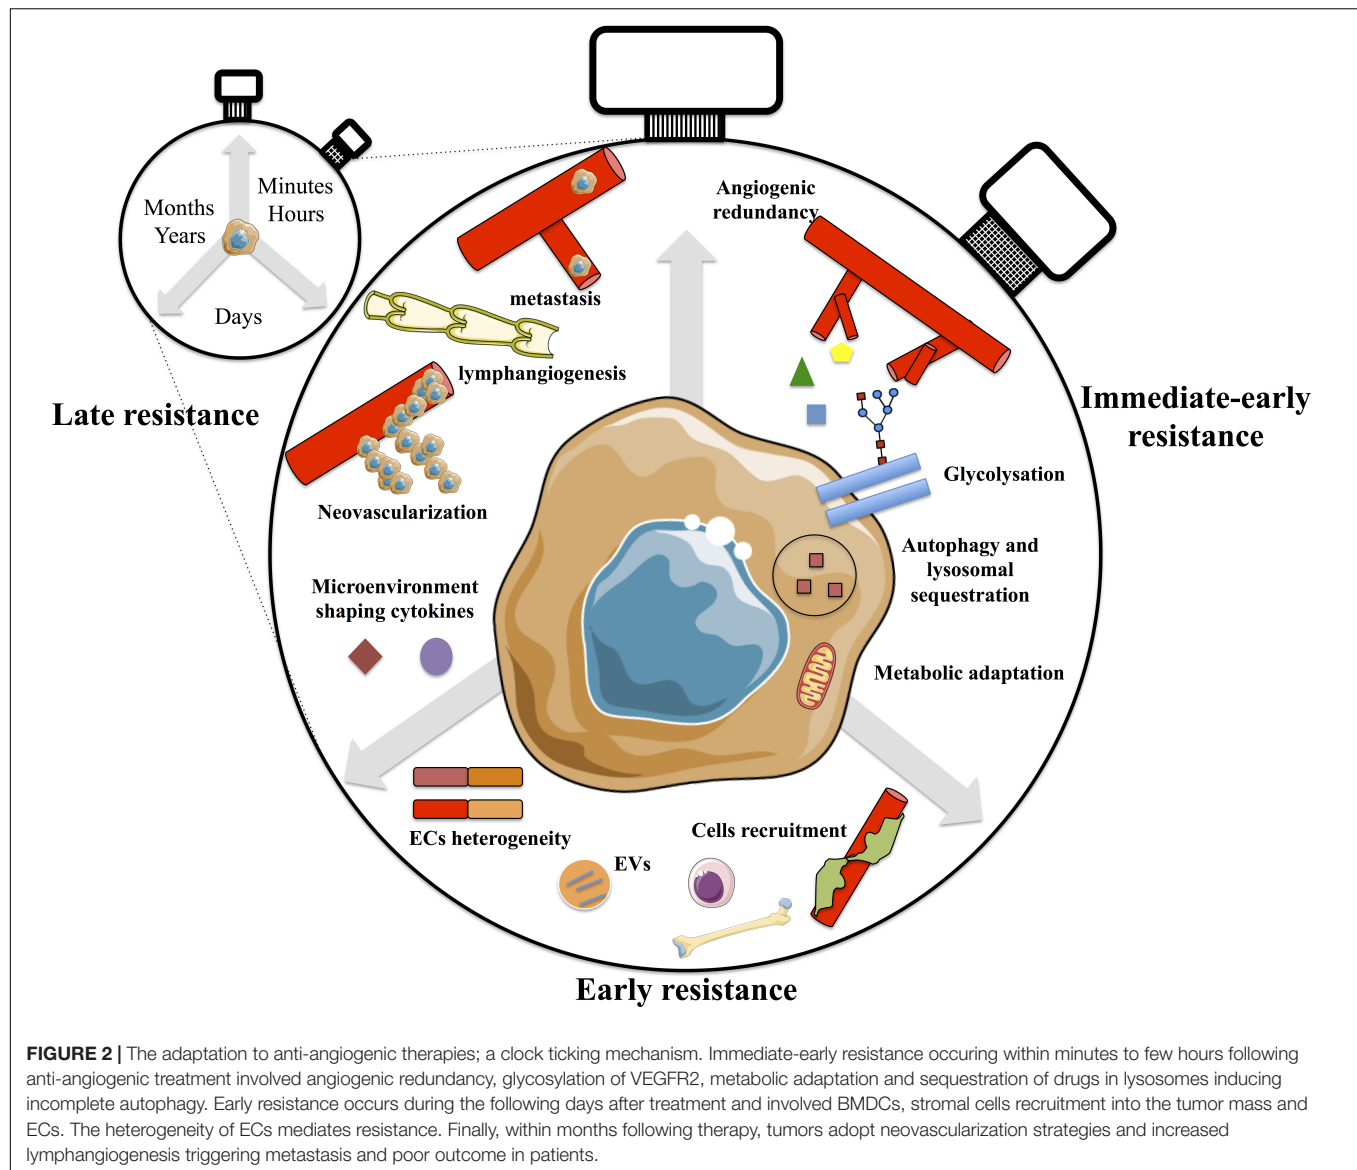 Months
Years
Minutes
Hours
Days
Late resistance
metastasis
lymphangiogenesis
Neovascularization
Microenvironment
shaping cytokines
Angiogenic
redundancy
Immediate-early
resistance
Glycolysation
Autophagy and
lysosomal
sequestration
Metabolic adaptation
ECs heterogeneity
EVs
Cells recruitment
Early resistance
FIGURE 2 | The adaptation to anti-angiogenic therapies; a clock ticking mechanism. Immediate-early resistance occuring within minutes to few hours following
anti-angiogenic treatment involved angiogenic redundancy, glycosylation of VEGFR2, metabolic adaptation and sequestration of drugs in lysosomes inducing
incomplete autophagy. Early resistance occurs during the following days after treatment and involved BMDCs, stromal cells recruitment into the tumor mass and
ECs. The heterogeneity of ECs mediates resistance. Finally, within months following therapy, tumors adopt neovascularization strategies and increased
lymphangiogenesis triggering metastasis and poor outcome in patients.